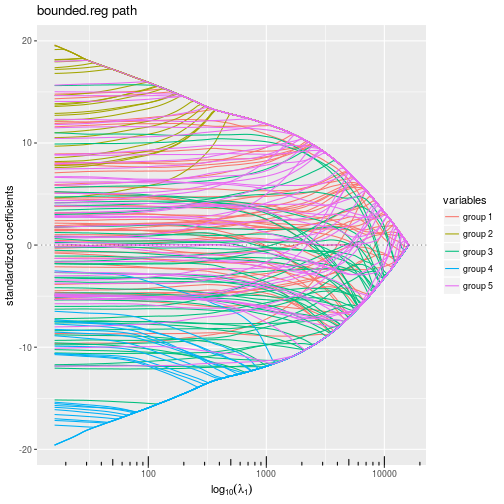 bounded.reg path
standardized coefficients
20
10
0
-10
-20
100
1000
10000
log10(λ1)
variables
group 1
group 2
group 3
group 4
group 5